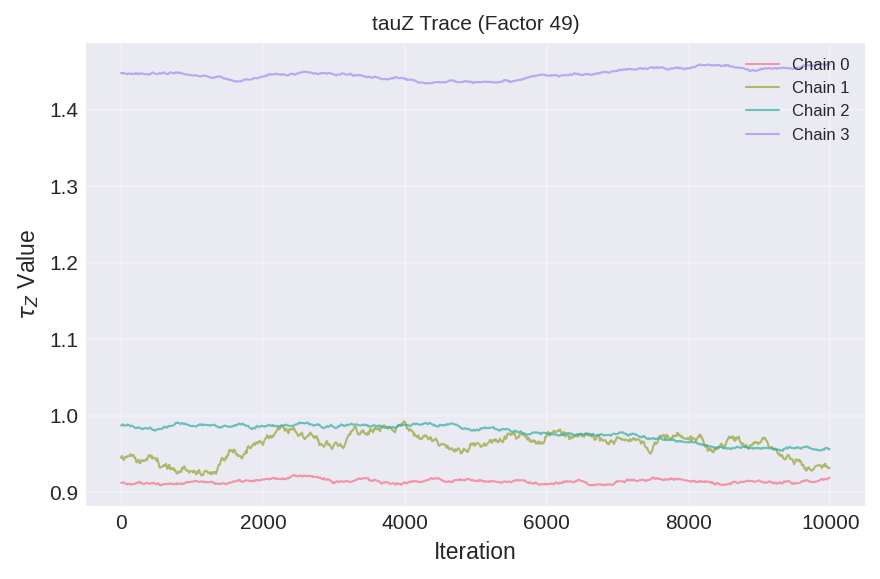 tauZ Trace (Factor 49)
Chain 0
Chain 1
Chain 2
Chain 3
1.4
1.3
1.2
1.1
1.0
0.9
τZ Value
0 2000 4000 6000 8000 10000
Iteration